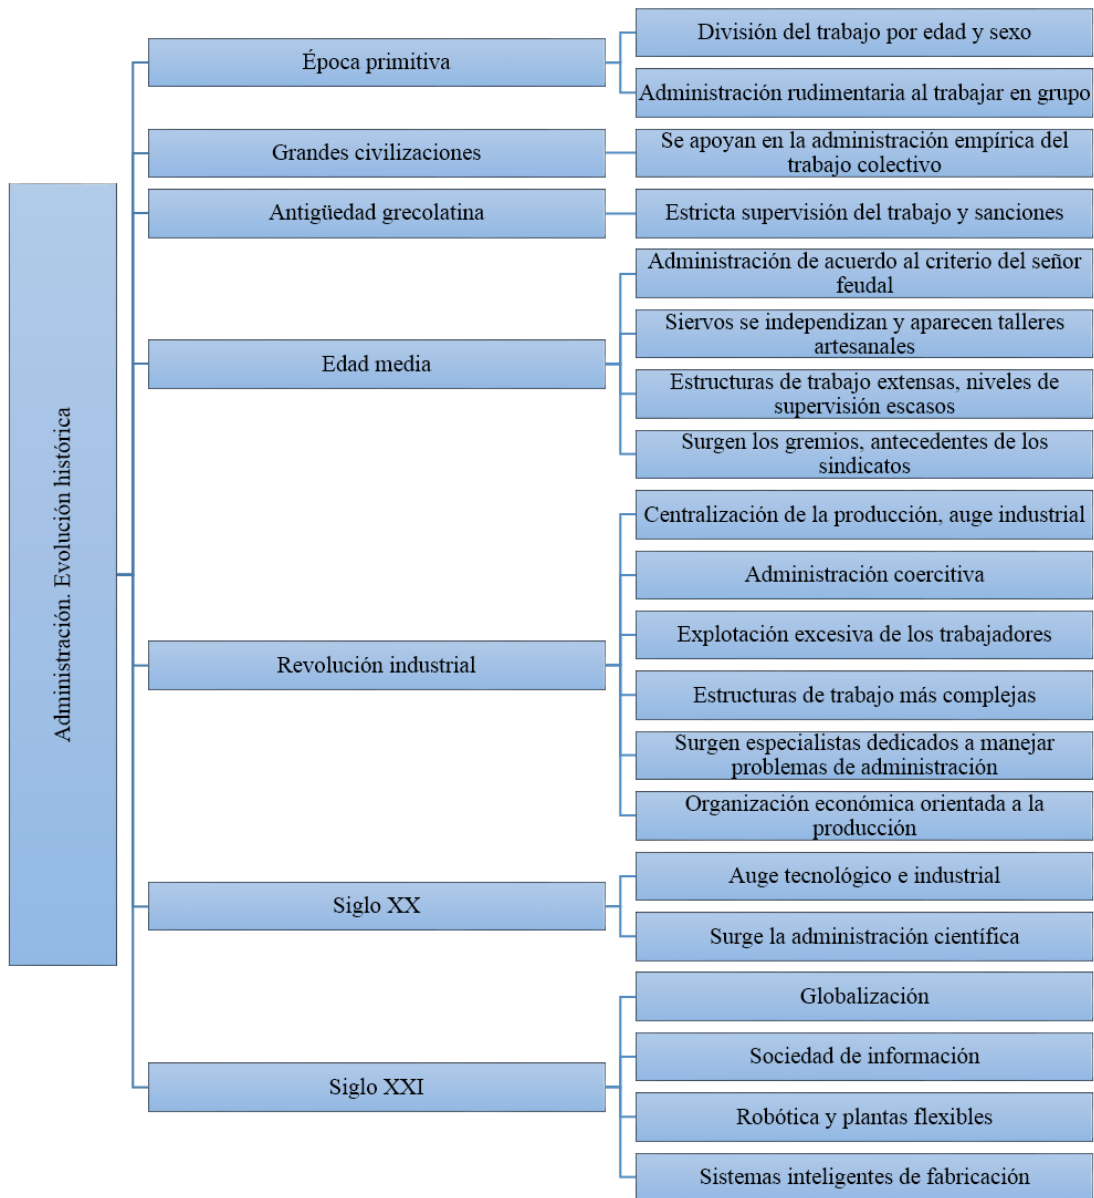 Administración. Evolución histórica
Época primitiva
División del trabajo por edad y sexo
Administración rudimentaria al trabajar en grupo
Grandes civilizaciones
Se apoyan en la administración empírica del
trabajo colectivo
Antigüedad grecolatina
Estricta supervisión del trabajo y sanciones
Edad media
Administración de acuerdo al criterio del señor
feudal
Siervos se independizan y aparecen talleres
artesanales
Estructuras de trabajo extensas, niveles de
supervisión escasos
Surgen los gremios, antecedentes de los
sindicatos
Revolución industrial
Centralización de la producción, auge industrial
Administración coercitiva
Explotación excesiva de los trabajadores
Estructuras de trabajo más complejas
Surgen especialistas dedicados a manejar
problemas de administración
Organización económica orientada a la
producción
Siglo XX
Auge tecnológico e industrial
Surge la administración científica
Siglo XXI
Globalización
Sociedad de información
Robótica y plantas flexibles
Sistemas inteligentes de fabricación